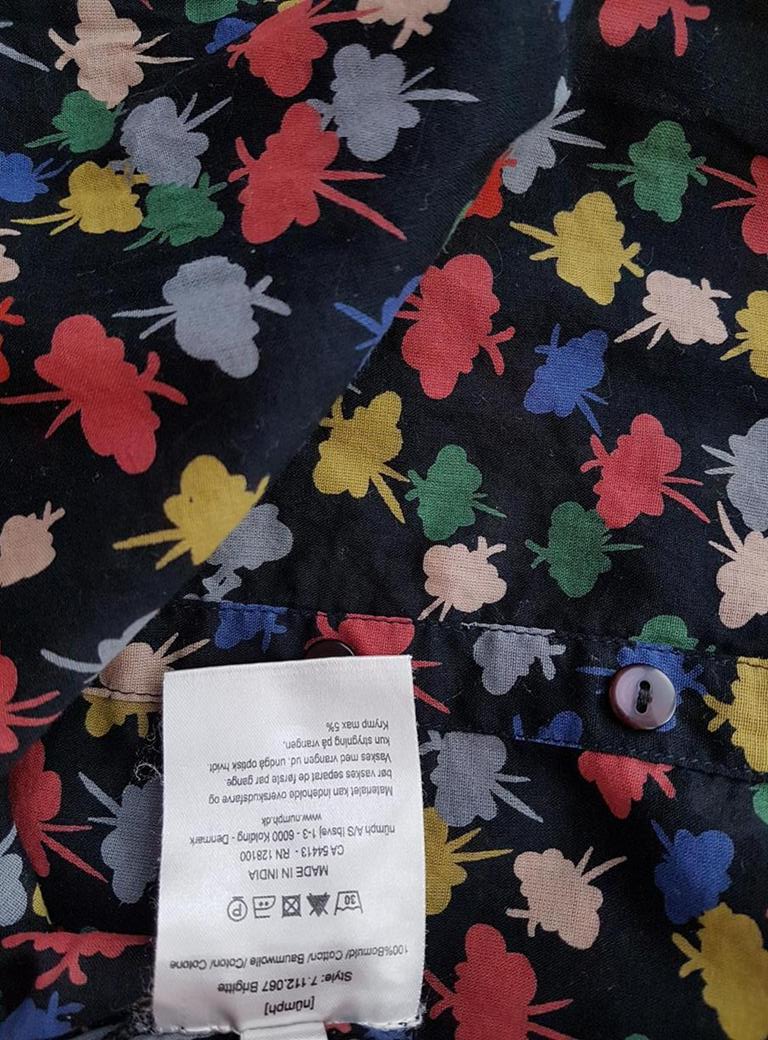 [nümph]
Style: 7.112.067 Brigitte
100%Bomuld/ Cotton/ Baumwolle /Coton/ Cotone
30 P
MADE IN INDIA
CA 54413 - RN 128100
nümph A/S Ibsvej 1-3 - 6000 Kolding - Denmark
www.numph.dk
Materialet kan indeholde overskudsfarve og
bør vaskes separat de første par gange.
Vaskes med vrangen ud. undgå optisk hvidt
kun strygning på vrangen.
Krymp max 5%